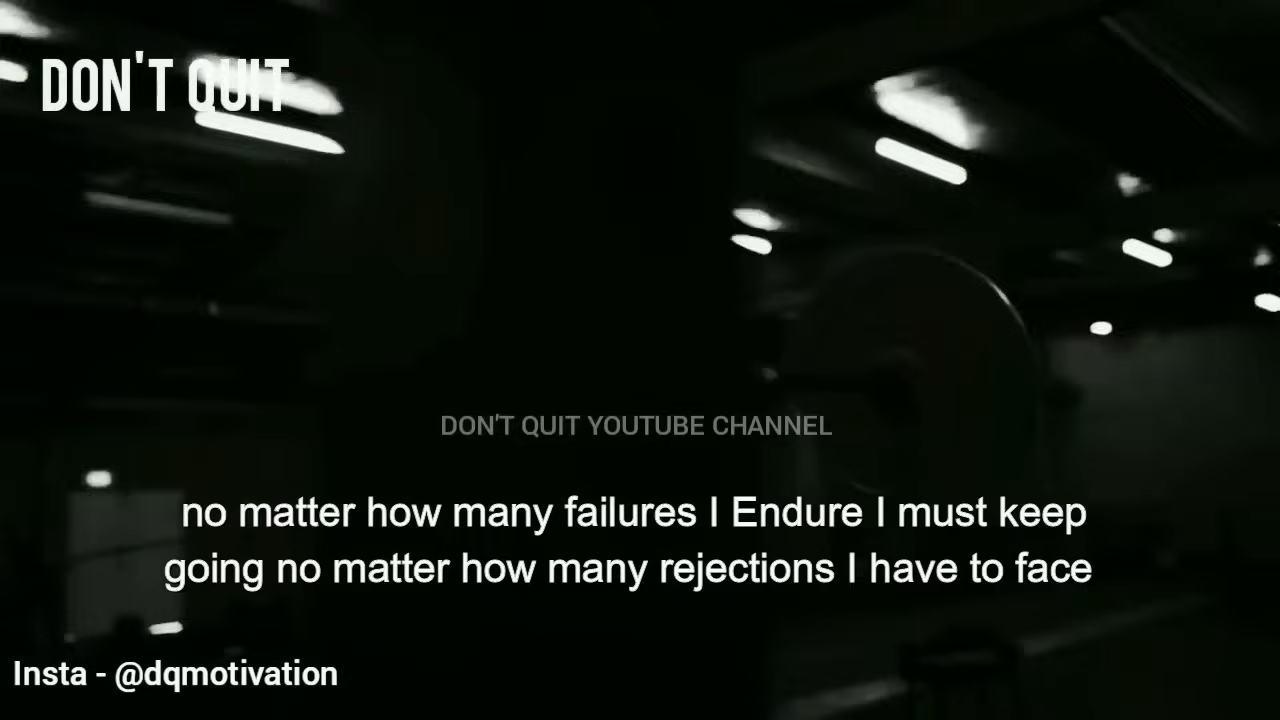 DON'T QUIT
DON'T QUIT YOUTUBE CHANNEL
no matter how many failures I Endure I must keep
going no matter how many rejections I have to face
Insta - @dqmotivation